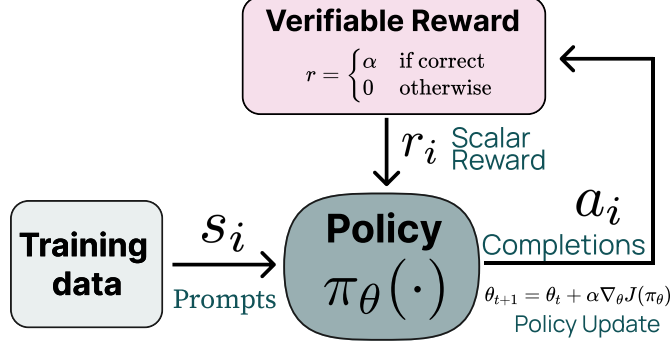 Verifiable Reward
r = { α if correct
0 otherwise
r_i Scalar
Reward
Training
data
s_i
Prompts
Policy
π_θ(·)
a_i
Completions
θ_{t+1} = θ_t + α∇_θJ(π_θ)
Policy Update